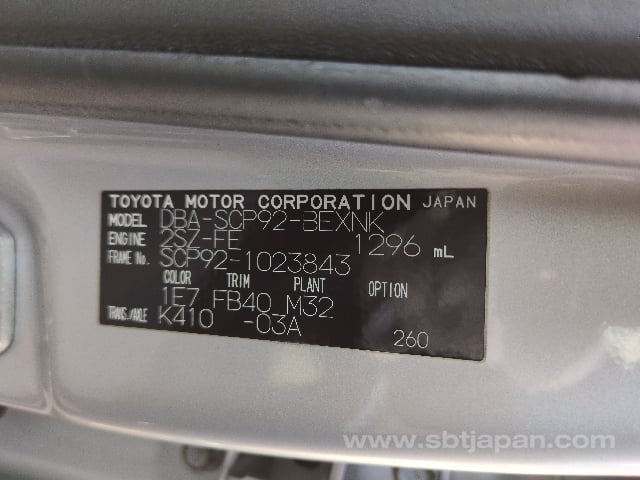 TOYOTA MOTOR CORPORATION JAPAN
MODEL DBA-SCP92-BEXNK
ENGINE 2SZ-FE 1296 mL
FRAME No. SCP92-1023843
COLOR TRIM PLANT OPTION
1E7 FB40 M32
TRANS./AXLE K410 -03A
260
www.sbtjapan.com